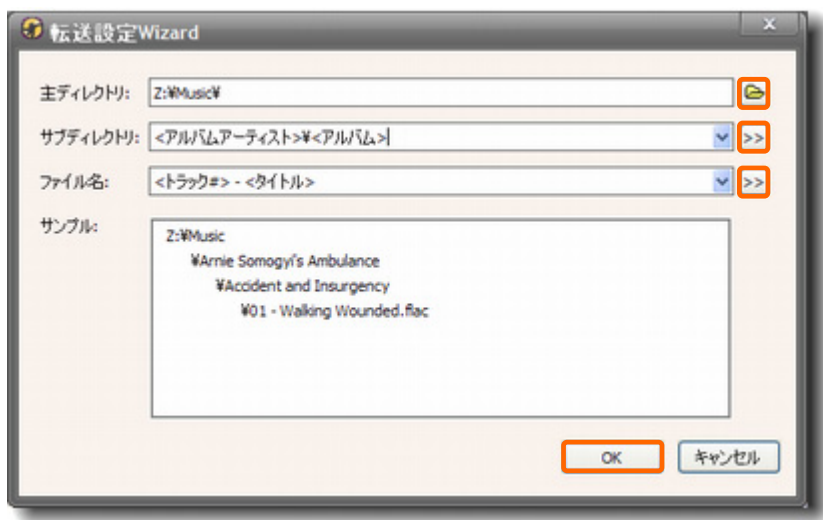 転送設定Wizard
主ディレクトリ: Z:¥Music¥
サブディレクトリ: <アルバムアーティスト>¥<アルバム> >>
ファイル名: <トラック#> - <タイトル> >>
サンプル:
Z:¥Music
¥Arnie Somogyi's Ambulance
¥Accident and Insurgency
¥01 - Walking Wounded.flac
OK キャンセル